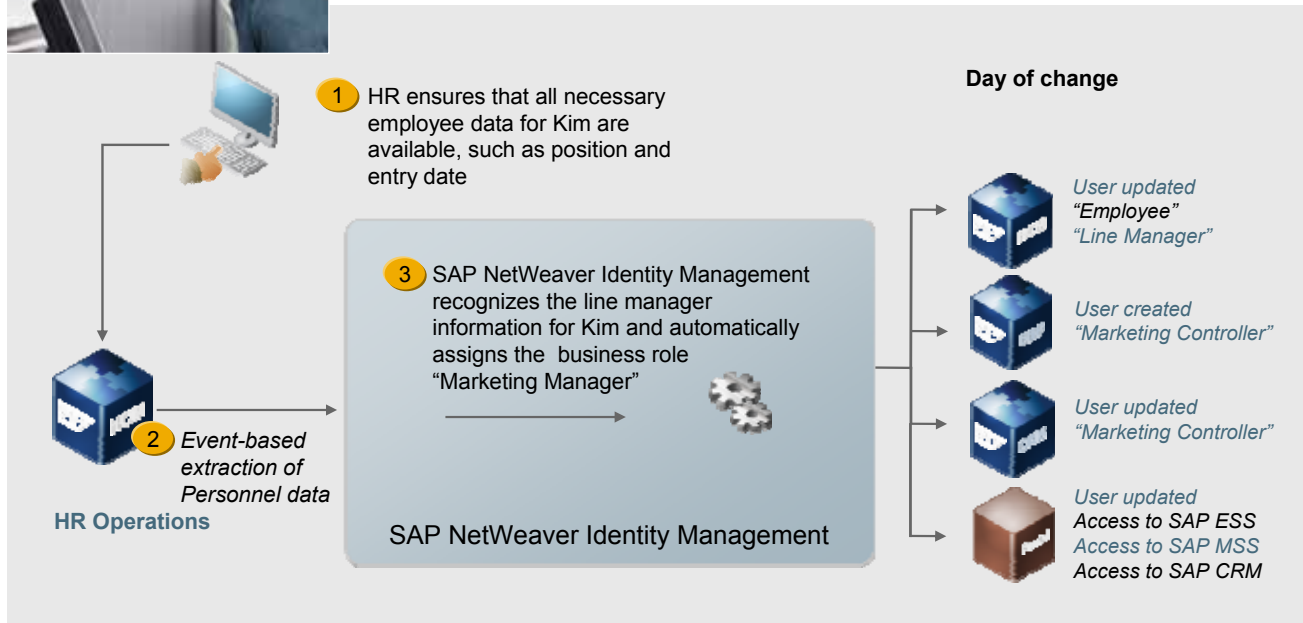 Day of change
1 HR ensures that all necessary
employee data for Kim are
available, such as position and
entry date
2 Event-based
extraction of
Personnel data
HR Operations
3 SAP NetWeaver Identity Management
recognizes the line manager
information for Kim and automatically
assigns the business role
“Marketing Manager”
SAP NetWeaver Identity Management
User updated
“Employee”
“Line Manager”
User created
“Marketing Controller”
User updated
“Marketing Controller”
User updated
Access to SAP ESS
Access to SAP MSS
Access to SAP CRM